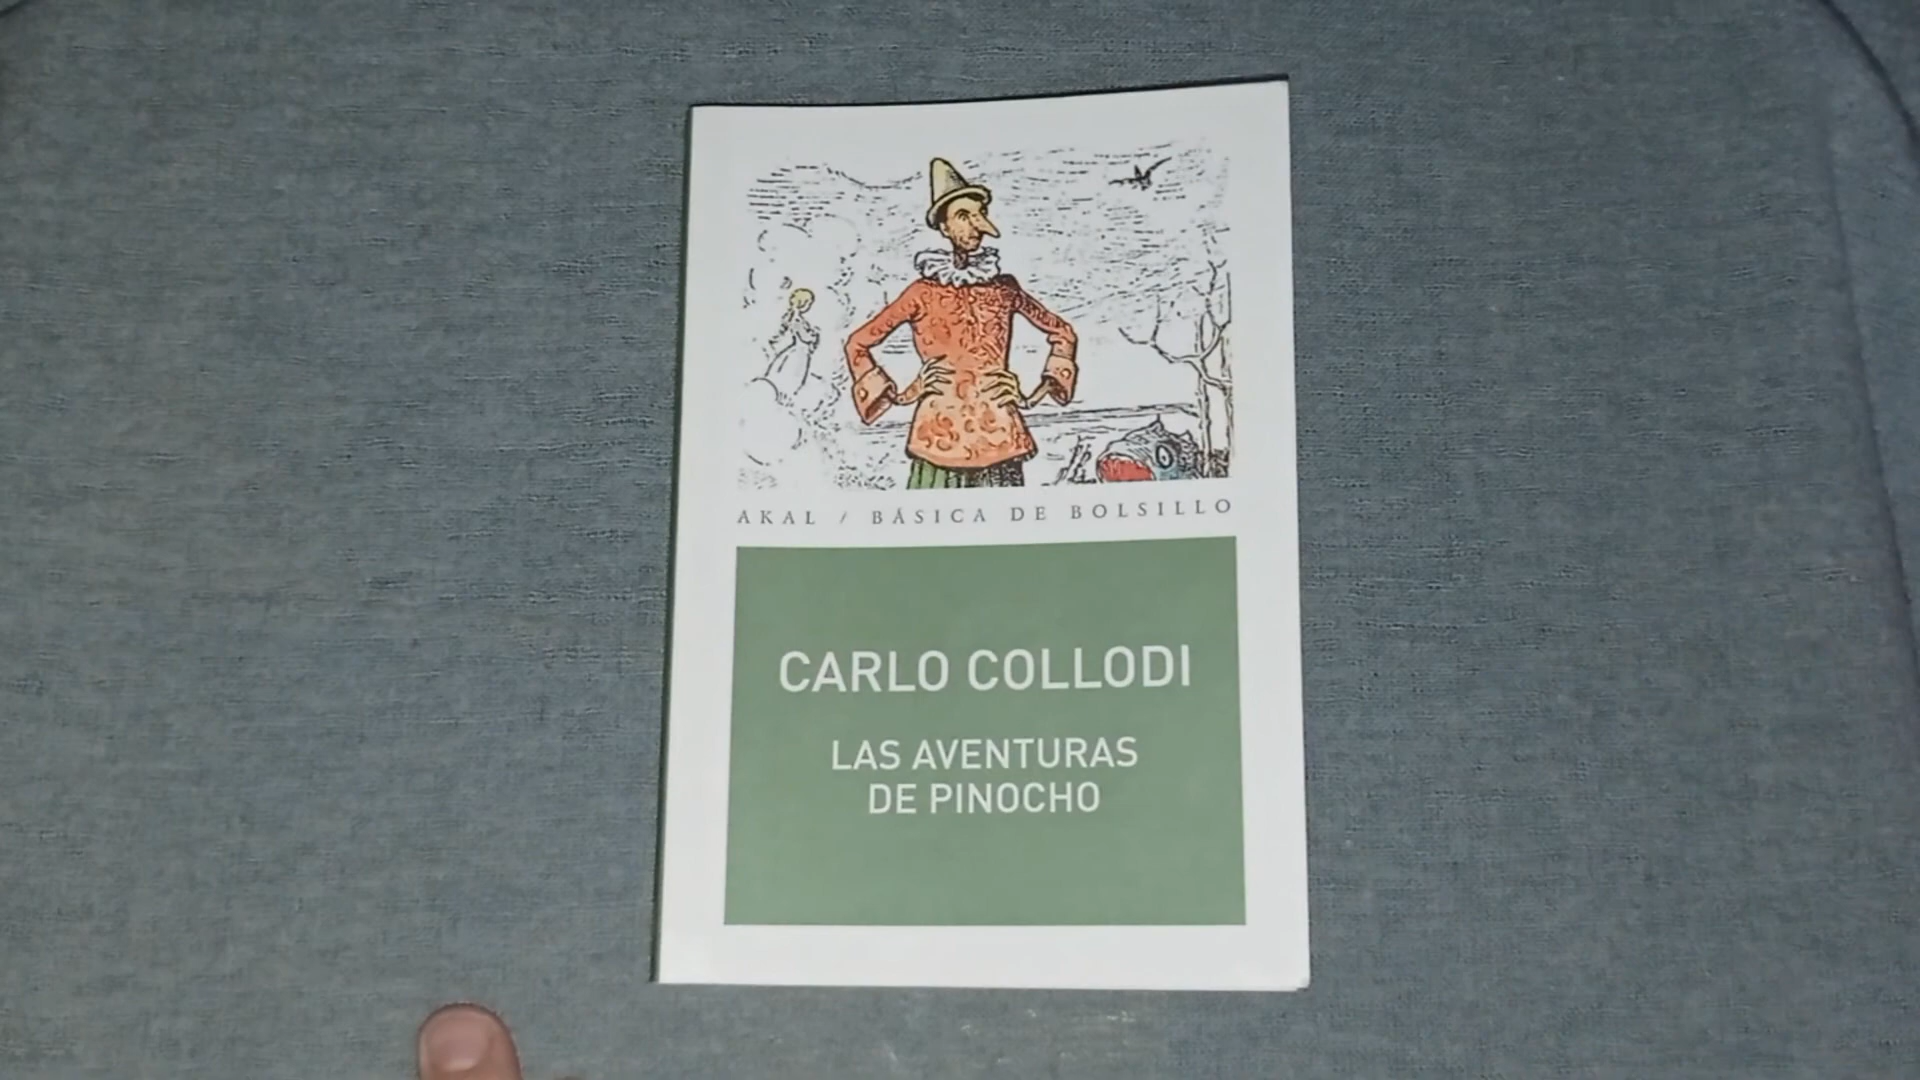 AKAL / BÁSICA DE BOLSILLO
CARLO COLLODI
LAS AVENTURAS
DE PINOCHO